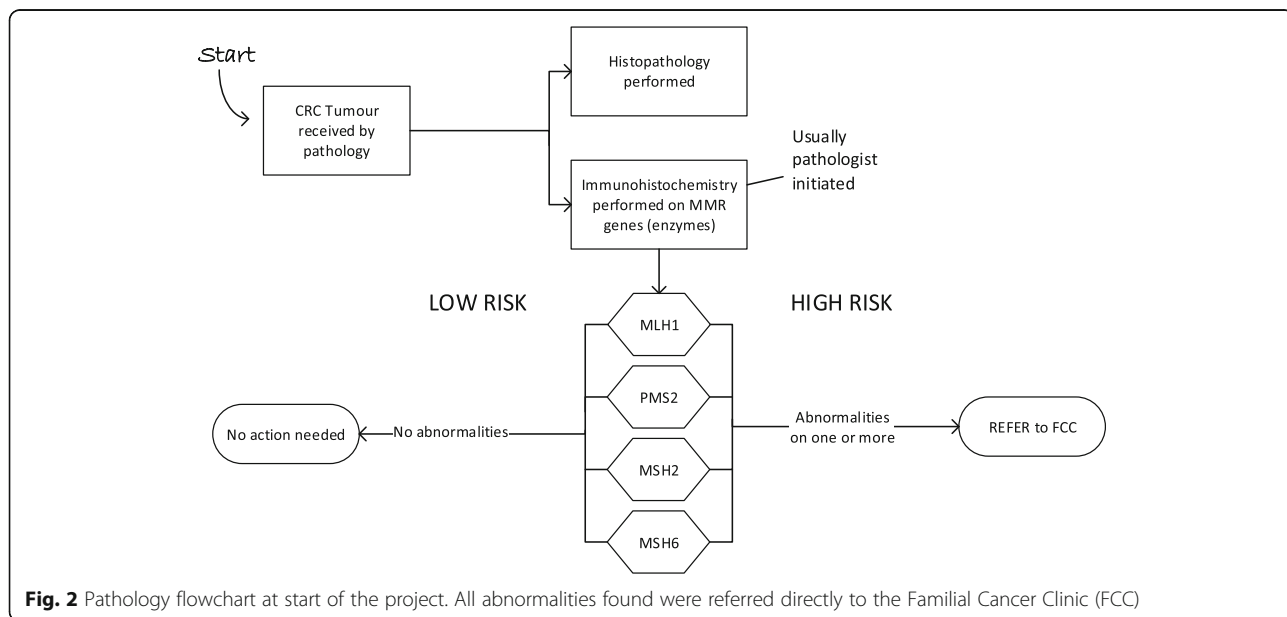 Start
CRC Tumour
received by
pathology
Histopathology
performed
Immunohistochemistry
performed on MMR
genes (enzymes)
Usually
pathologist
initiated
LOW RISK
HIGH RISK
MLH1
PMS2
MSH2
MSH6
No action needed
No abnormalities
Abnormalities
on one or more
REFER to FCC
Fig. 2 Pathology flowchart at start of the project. All abnormalities found were referred directly to the Familial Cancer Clinic (FCC)